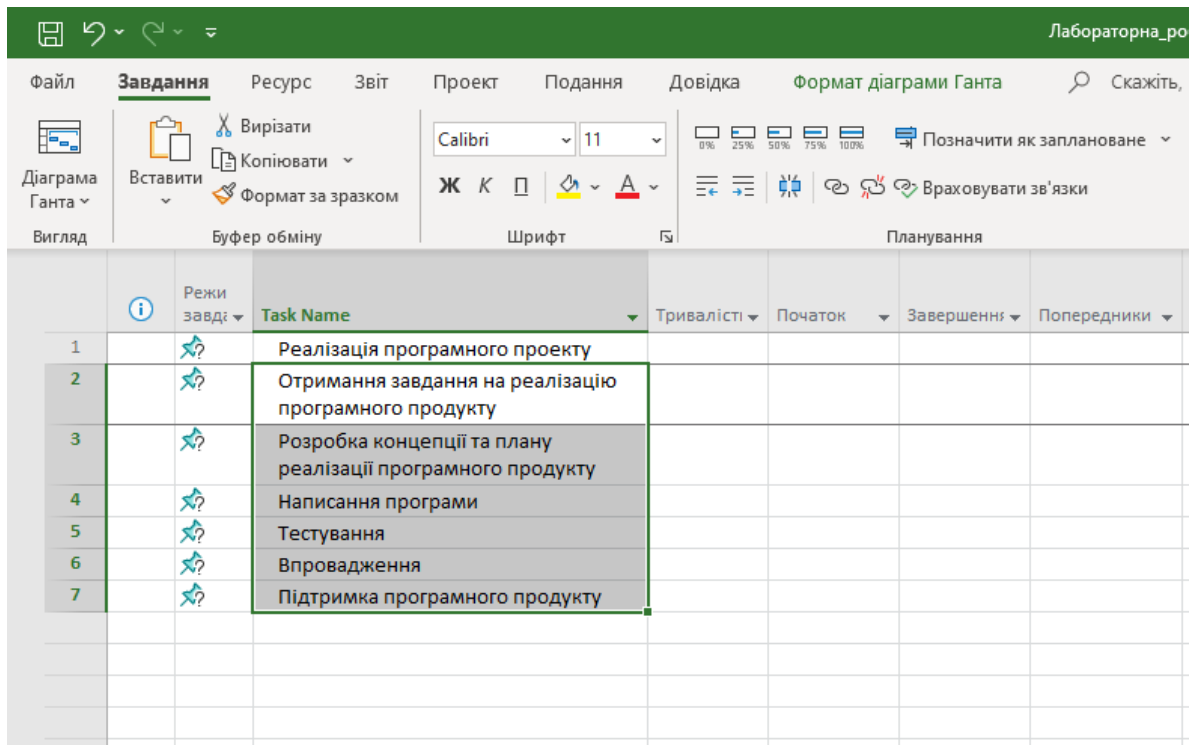 Лабораторна_ро
Файл Завдання Ресурс Звіт Проект Подання Довідка Формат діаграми Ганта Скажіть,
Діаграма Ганта
Вигляд
Вставити
Вирізати
Копіювати
Формат за зразком
Буфер обміну
Calibri 11
Ж К П А
Шрифт
0% 25% 50% 75% 100%
Позначити як заплановане
Враховувати зв'язки
Планування
Режи
завда Task Name Тривалісті Початок Завершення Попередники
1 Реалізація програмного проекту
2 Отримання завдання на реалізацію
програмного продукту
3 Розробка концепції та плану
реалізації програмного продукту
4 Написання програми
5 Тестування
6 Впровадження
7 Підтримка програмного продукту